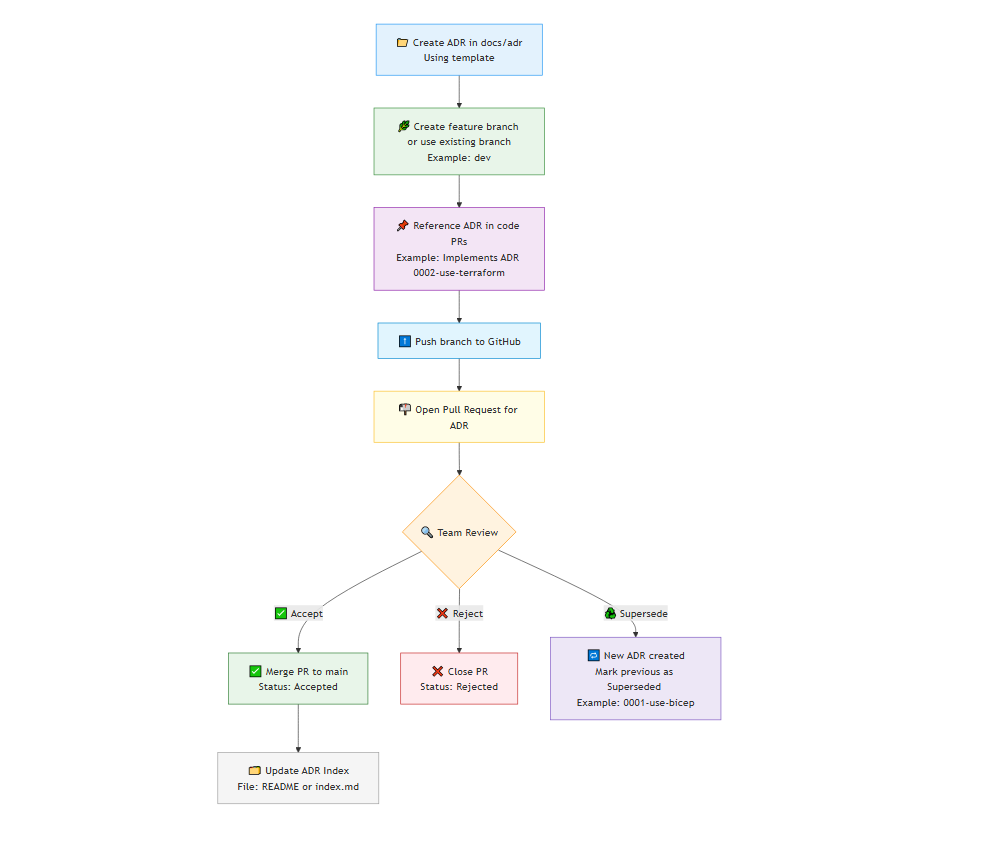 📁 Create ADR in docs/adr
Using template
🌿 Create feature branch
or use existing branch
Example: dev
📌 Reference ADR in code
PRs
Example: Implements ADR
0002-use-terraform
⬆️ Push branch to GitHub
📬 Open Pull Request for
ADR
🔍 Team Review
✅ Accept
❌ Reject
♻️ Supersede
✅ Merge PR to main
Status: Accepted
❌ Close PR
Status: Rejected
🔁 New ADR created
Mark previous as
Superseded
Example: 0001-use-bicep
🗂️ Update ADR Index
File: README or index.md